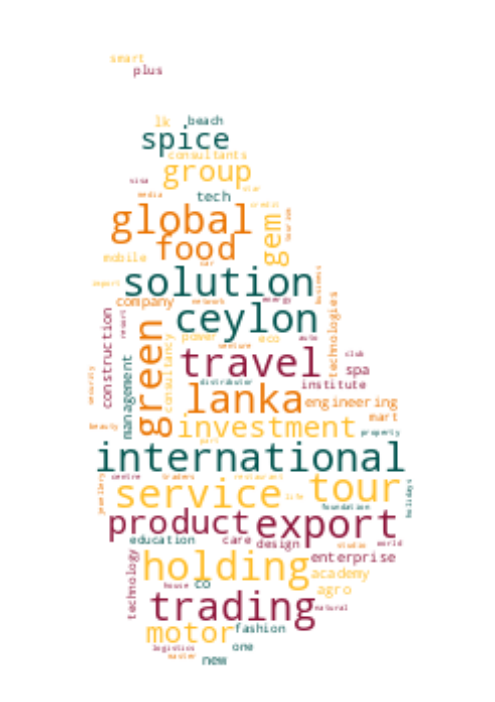 smart
plus
lk beach
spice
consultants
group
visa
media star
tech
credit
global gem tourism
food
mobile car
solution
import energy business
company network
ceylon
construction resort green power eco auto technologies
venture
travel club
management consultancy distributor spa
institute
security lanka engineering
mart
beauty investment property
part
international
centre traders restaurant
jewellery service tour holidays
life
foundation
product export
education care design studio world
enterprise
holding academy
technology house co agro
trading natural
motor fashion
logistics one
master new